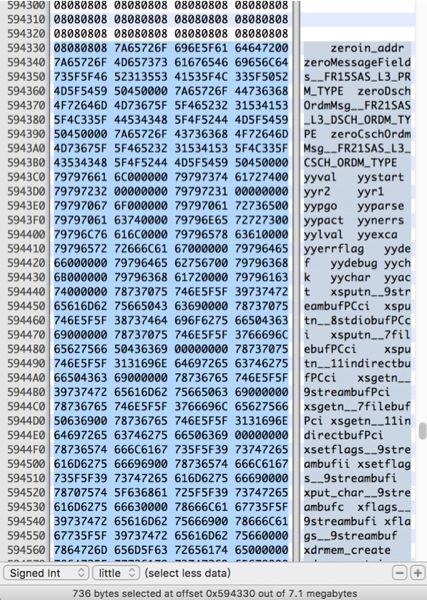 594300 08080808 08080808 08080808 08080808
594310 08080808 08080808 08080808 08080808
594320 08080808 08080808 08080808 08080808
594330 08080808 7A65726F 696E5F61 64647200 zeroin_addr
594340 7A65726F 4D657373 61676546 69656C64 zeroMessageField
594350 735F5F46 52313553 41535F4C 335F5052 s__FR15SAS_L3_PR
594360 4D5F5459 50450000 7A65726F 44736368 M_TYPE zeroDsch
594370 4F72646D 4D73675F 5F465232 31534153 OrdmMsg__FR21SAS
594380 5F4C335F 44534348 5F4F5244 4D5F5459 _L3_DSCH_ORDM_TY
594390 50450000 7A65726F 43736368 4F72646D PE zeroCschOrdm
5943A0 4D73675F 5F465232 31534153 5F4C335F Msg__FR21SAS_L3_
5943B0 43534348 5F4F5244 4D5F5459 50450000 CSCH_ORDM_TYPE
5943C0 79797661 6C000000 79797374 61727400 yyval yystart
5943D0 79797232 00000000 79797231 00000000 yyr2 yyr1
5943E0 79797067 6F000000 79797061 72736500 yypgo yyparse
5943F0 79797061 63740000 79796E65 72727300 yypact yynerrs
594400 79796C76 616C0000 79796578 63610000 yylval yyexca
594410 79796572 72666C61 67000000 79796465 yyerrflag yyde
594420 66000000 79796465 62756700 79796368 f yydebug yych
594430 6B000000 79796368 61720000 79796163 k yychar yyac
594440 74000000 78737075 746E5F5F 39737472 t xsputn__9str
594450 65616D62 75665043 63690000 78737075 eambufPCci xspu
594460 746E5F5F 38737464 696F6275 66504363 tn__8stdiobufPCc
594470 69000000 78737075 746E5F5F 3766696C i xsputn__7fil
594480 65627566 50436369 00000000 78737075 ebufPCci xspu
594490 746E5F5F 3131696E 64697265 63746275 tn__11indirectbu
5944A0 66504363 69000000 78736765 746E5F5F fPCci xsgetn__
5944B0 39737472 65616D62 75665063 69000000 9streambufPci
5944C0 78736765 746E5F5F 3766696C 65627566 xsgetn__7filebuf
5944D0 50636900 78736765 746E5F5F 3131696E Pci xsgetn__11in
5944E0 64697265 63746275 66506369 00000000 directbufPci
5944F0 78736574 666C6167 735F5F39 73747265 xsetflags__9stre
594500 616D6275 66696900 78736574 666C6167 ambufii xsetflag
594510 735F5F39 73747265 616D6275 66690000 s__9streambufi
594520 78707574 5F636861 725F5F39 73747265 xput_char__9stre
594530 616D6275 66630000 78666C61 67735F5F ambufc xflags__
594540 39737472 65616D62 75666900 78666C61 9streambufi xfla
594550 67735F5F 39737472 65616D62 75660000 gs__9streambuf
594560 7864726D 656D5F63 72656174 65000000 xdrmem_create
Signed Int little (select less data)
736 bytes selected at offset 0x594330 out of 7.1 megabytes